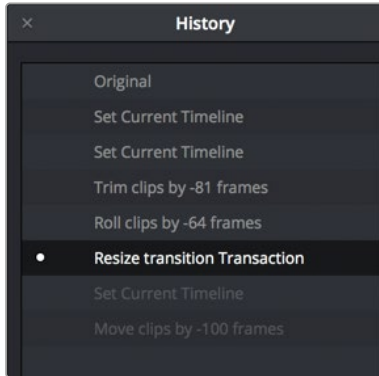 History
Original
Set Current Timeline
Set Current Timeline
Trim clips by -81 frames
Roll clips by -64 frames
Resize transition Transaction
Set Current Timeline
Move clips by -100 frames